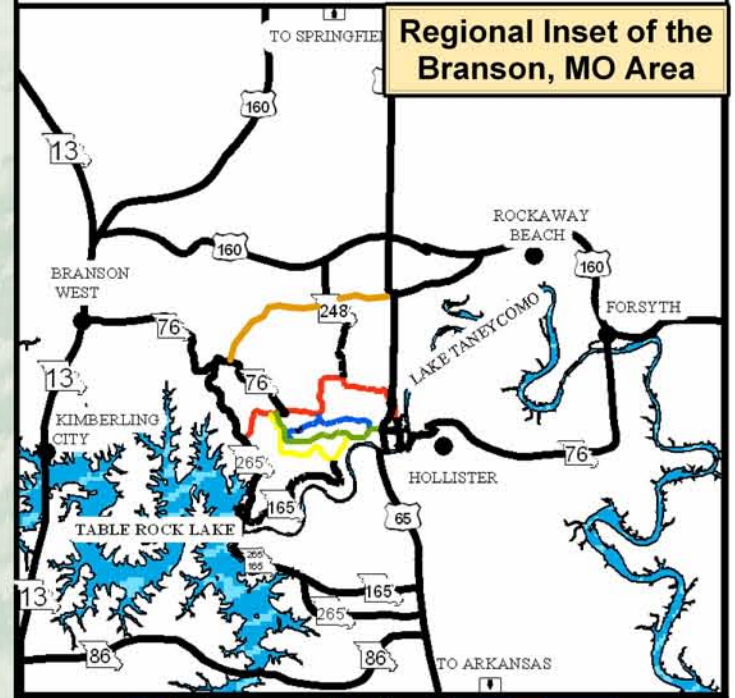 Regional Inset of the
Branson, MO Area
TO SPRINGFIE
160
13
ROCKAWAY
BEACH
160
160
BRANSON
WEST
FORSYTH
248
76
LAKE TANEYCOMO
13
76
KIMBERLING
CITY
265
HOLLISTER
76
165
65
TABLE ROCK LAKE
265
165
165
13
265
86
86
TO ARKANSAS